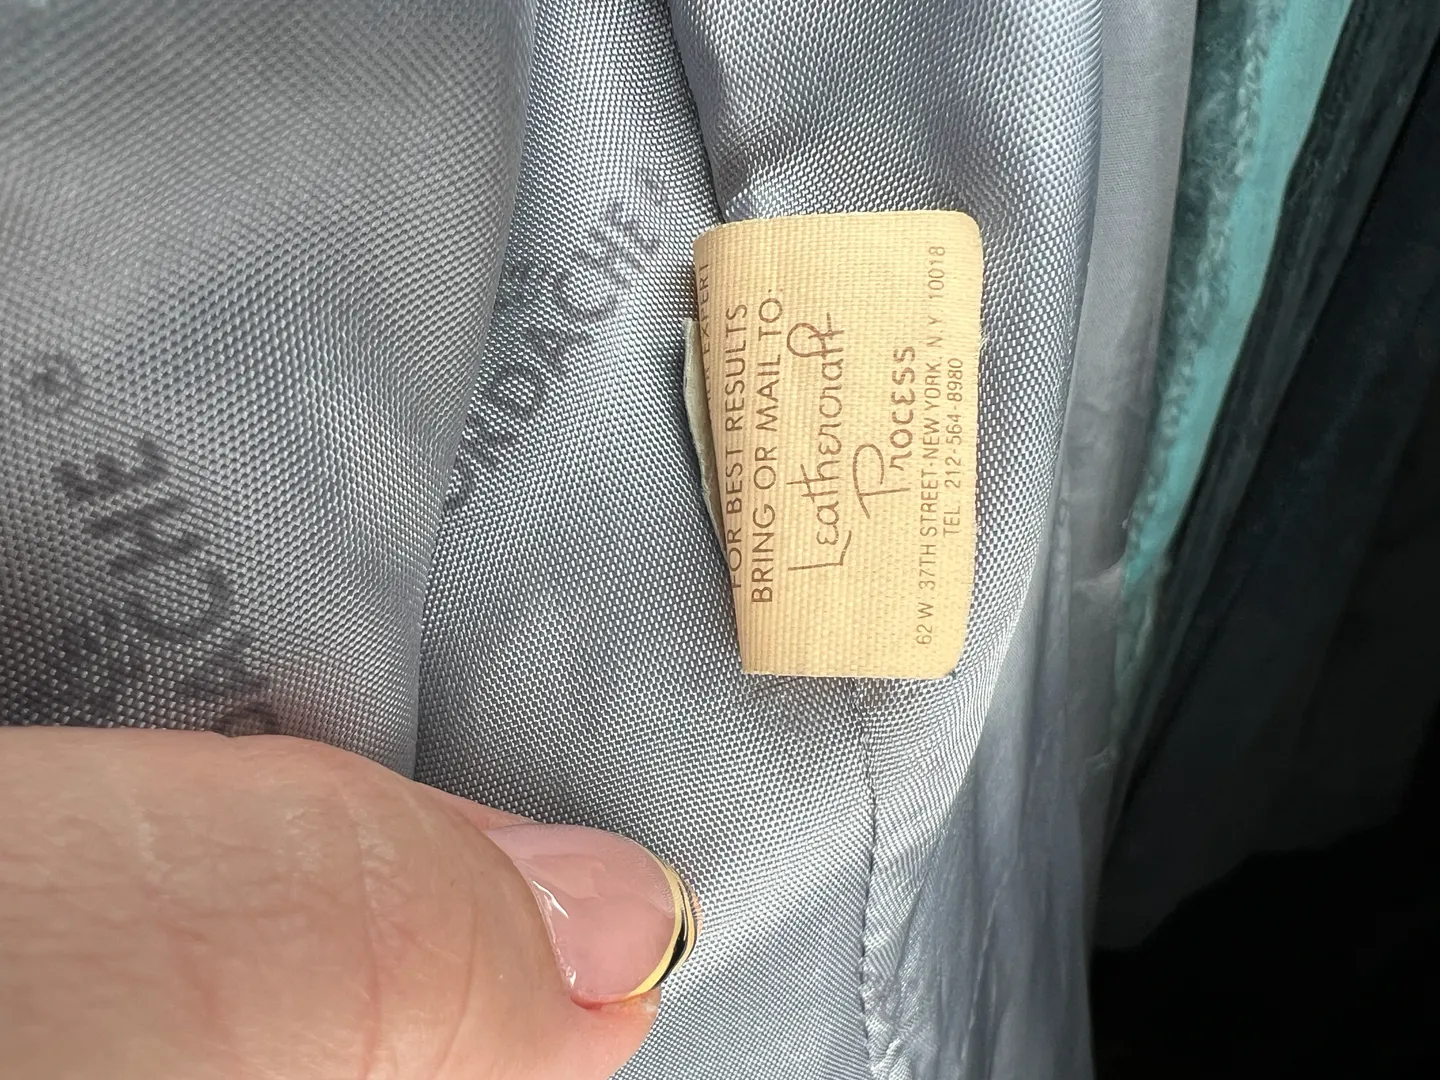 EXPERT
FOR BEST RESULTS
BRING OR MAIL TO:
Leathercraft
Process
62 W 37TH STREET-NEW YORK N.Y 10018
TEL 212-564-8980